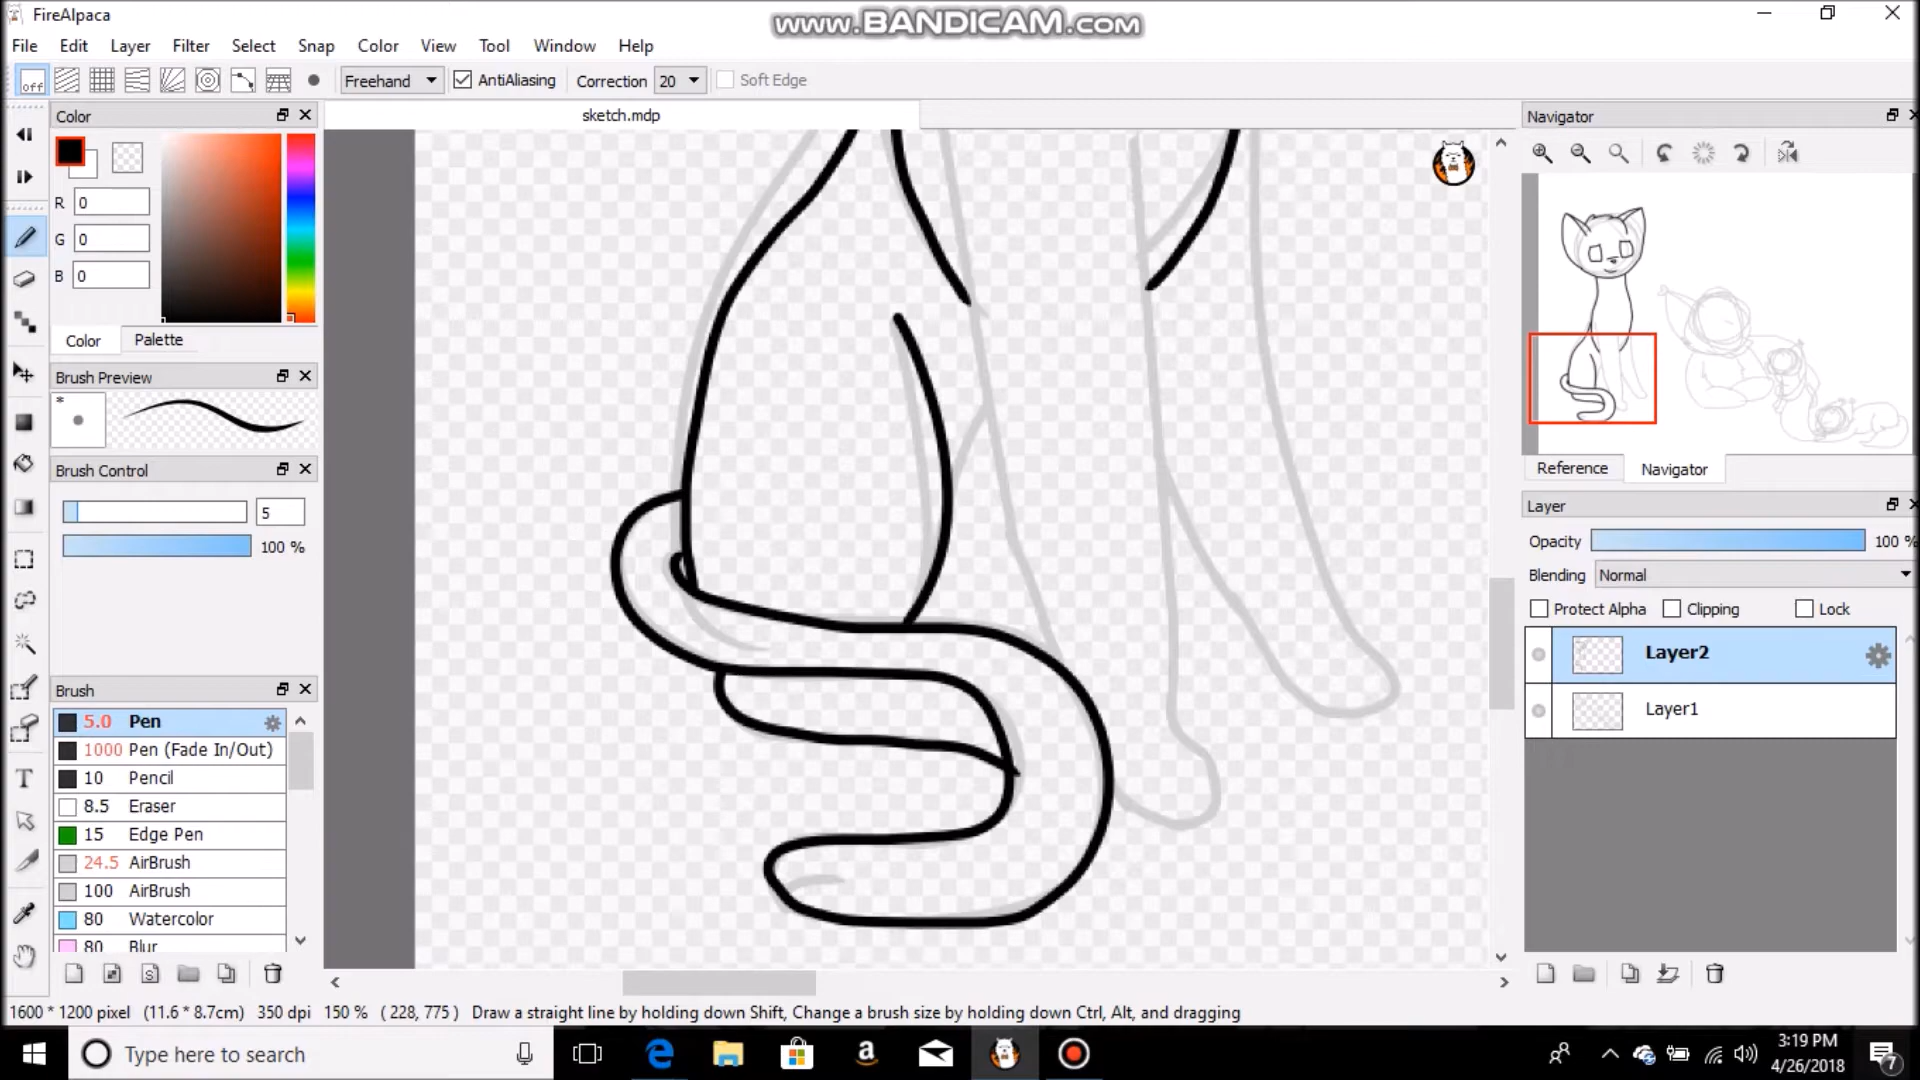 FireAlpaca
www.BANDICAM.com
File Edit Layer Filter Select Snap Color View Tool Window Help
off Freehand AntiAliasing Correction 20 Soft Edge
Color
sketch.mdp
Navigator
R 0
G 0
B 0
Color Palette
Brush Preview
*
Brush Control
5
100 %
Reference Navigator
Layer
Opacity 100 %
Blending Normal
Protect Alpha Clipping Lock
Layer2
Layer1
Brush
5.0 Pen
1000 Pen (Fade In/Out)
10 Pencil
8.5 Eraser
15 Edge Pen
24.5 AirBrush
100 AirBrush
80 Watercolor
80 Blur
T
1600 * 1200 pixel (11.6 * 8.7cm) 350 dpi 150 % ( 228, 775 ) Draw a straight line by holding down Shift, Change a brush size by holding down Ctrl, Alt, and dragging
Type here to search
a
3:19 PM
4/26/2018
7